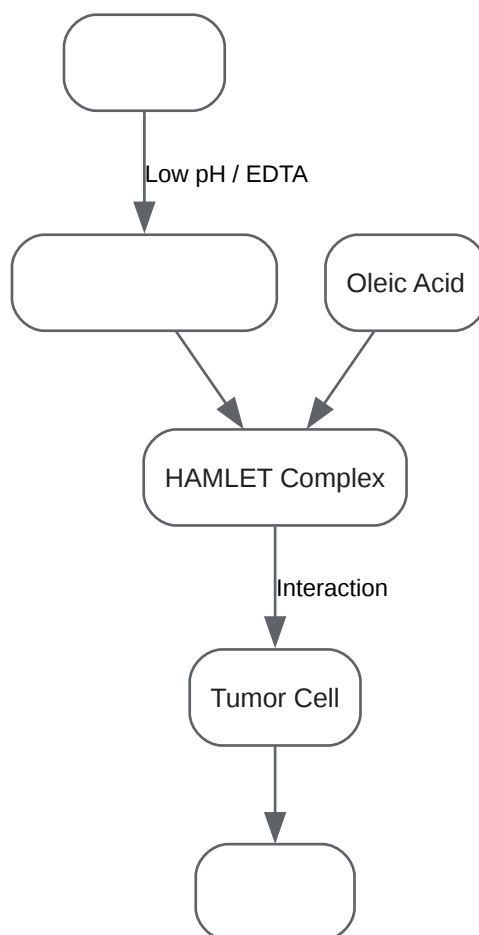 Low pH / EDTA
Oleic Acid
HAMLET Complex
Interaction
Tumor Cell